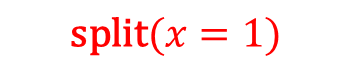 split(x = 1)